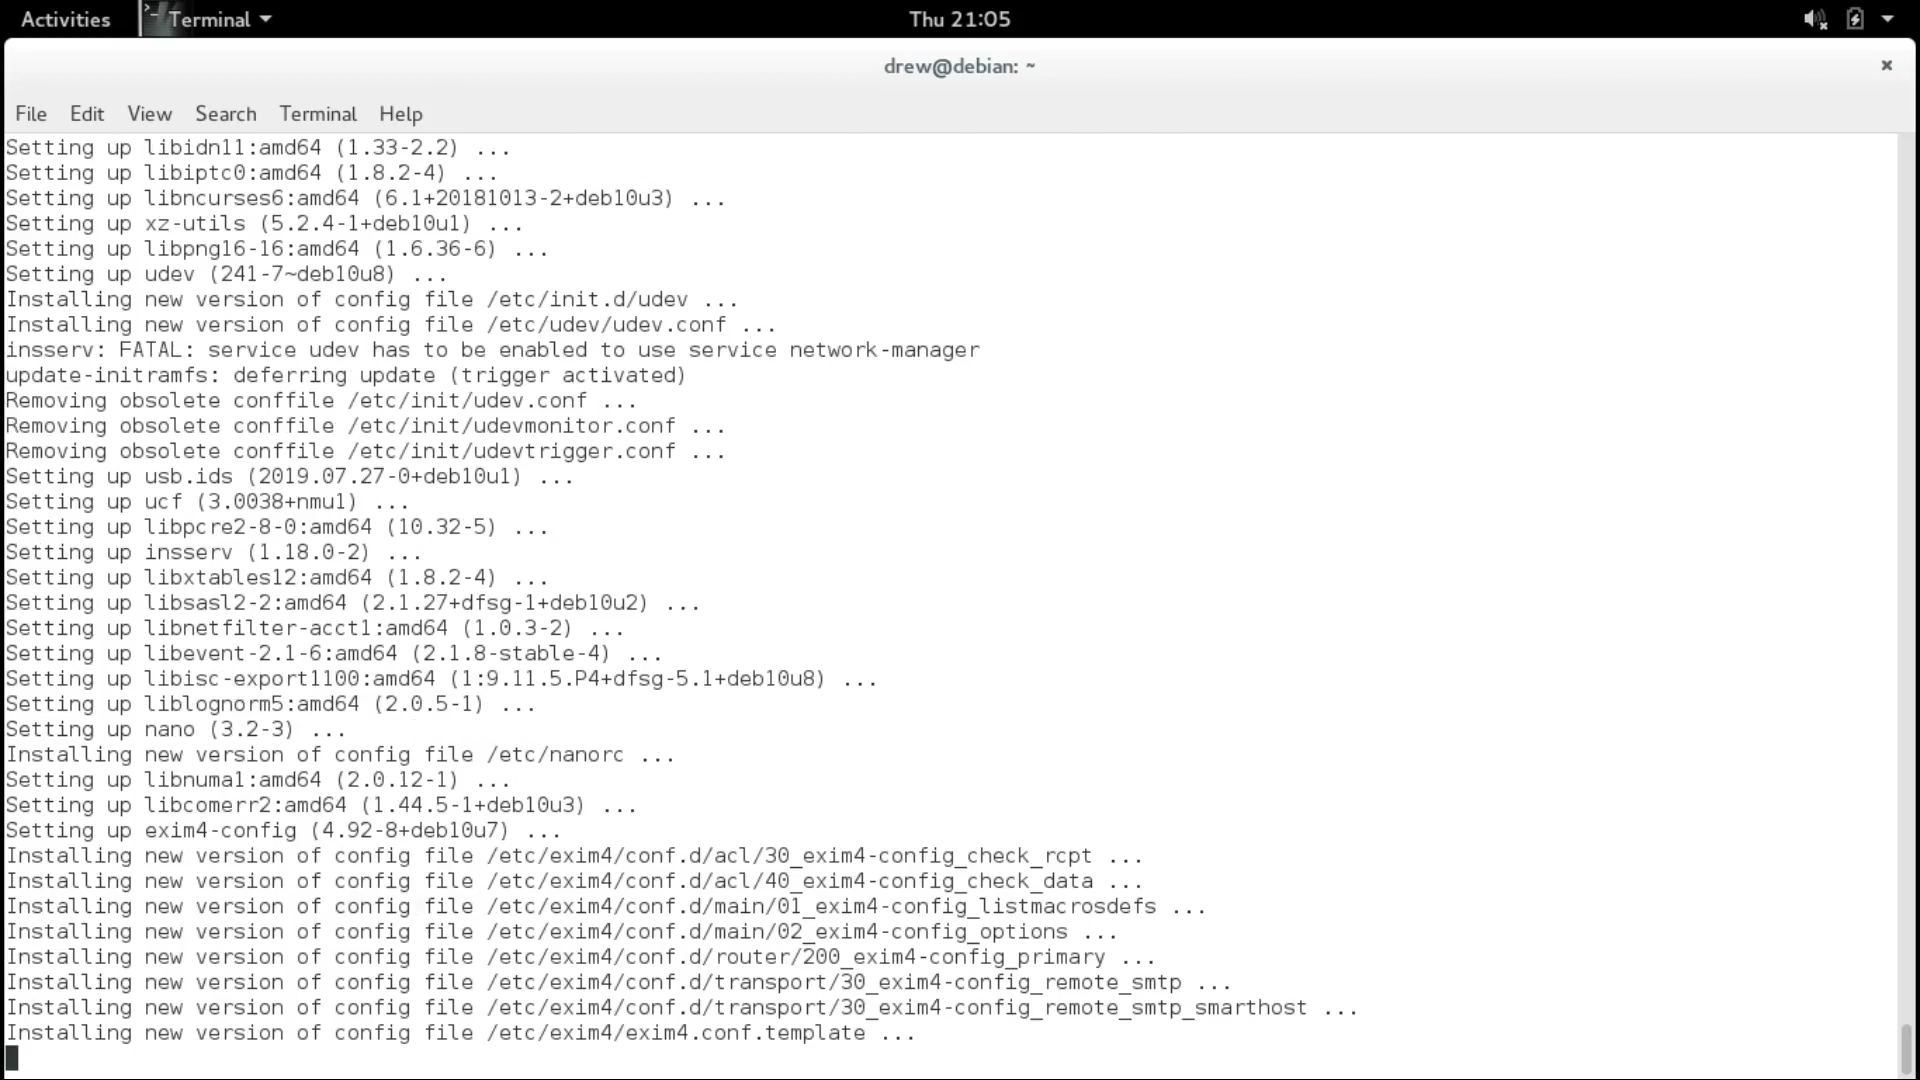 Activities
Terminal
Thu 21:05
drew@debian: ~
File Edit View Search Terminal Help
Setting up libidn11:amd64 (1.33-2.2) ...
Setting up libiptc0:amd64 (1.8.2-4) ...
Setting up libncurses6:amd64 (6.1+20181013-2+deb10u3) ...
Setting up xz-utils (5.2.4-1+deb10u1) ...
Setting up libpng16-16:amd64 (1.6.36-6) ...
Setting up udev (241-7~deb10u8) ...
Installing new version of config file /etc/init.d/udev ...
Installing new version of config file /etc/udev/udev.conf ...
insserv: FATAL: service udev has to be enabled to use service network-manager
update-initramfs: deferring update (trigger activated)
Removing obsolete conffile /etc/init/udev.conf ...
Removing obsolete conffile /etc/init/udevmonitor.conf ...
Removing obsolete conffile /etc/init/udevtrigger.conf ...
Setting up usb.ids (2019.07.27-0+deb10u1) ...
Setting up ucf (3.0038+nmu1) ...
Setting up libpcre2-8-0:amd64 (10.32-5) ...
Setting up insserv (1.18.0-2) ...
Setting up libxtables12:amd64 (1.8.2-4) ...
Setting up libsasl2-2:amd64 (2.1.27+dfsg-1+deb10u2) ...
Setting up libnetfilter-acct1:amd64 (1.0.3-2) ...
Setting up libevent-2.1-6:amd64 (2.1.8-stable-4) ...
Setting up libisc-export1100:amd64 (1:9.11.5.P4+dfsg-5.1+deb10u8) ...
Setting up liblognorm5:amd64 (2.0.5-1) ...
Setting up nano (3.2-3) ...
Installing new version of config file /etc/nanorc ...
Setting up libnuma1:amd64 (2.0.12-1) ...
Setting up libcomerr2:amd64 (1.44.5-1+deb10u3) ...
Setting up exim4-config (4.92-8+deb10u7) ...
Installing new version of config file /etc/exim4/conf.d/acl/30_exim4-config_check_rcpt ...
Installing new version of config file /etc/exim4/conf.d/acl/40_exim4-config_check_data ...
Installing new version of config file /etc/exim4/conf.d/main/01_exim4-config_listmacrosdefs ...
Installing new version of config file /etc/exim4/conf.d/main/02_exim4-config_options ...
Installing new version of config file /etc/exim4/conf.d/router/200_exim4-config_primary ...
Installing new version of config file /etc/exim4/conf.d/transport/30_exim4-config_remote_smtp ...
Installing new version of config file /etc/exim4/conf.d/transport/30_exim4-config_remote_smtp_smarthost ...
Installing new version of config file /etc/exim4/exim4.conf.template ...